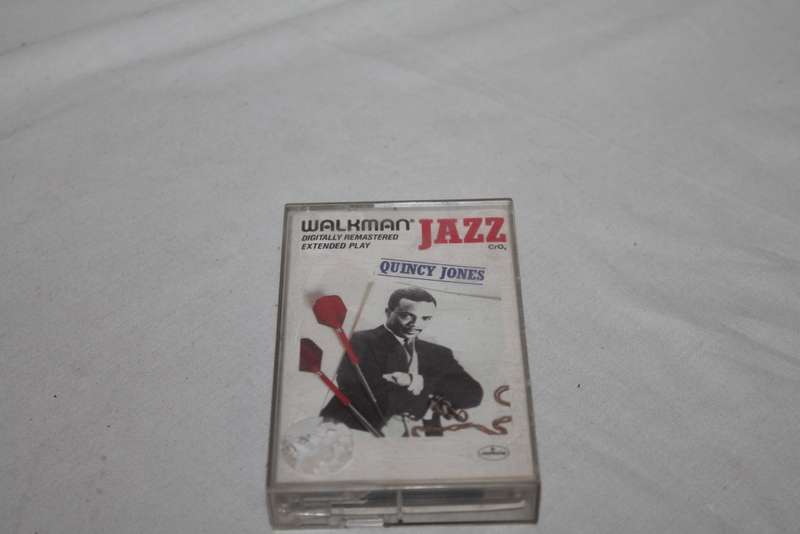 WALKMAN® JAZZ
DIGITALLY REMASTERED
EXTENDED PLAY
CrO₂
QUINCY JONES